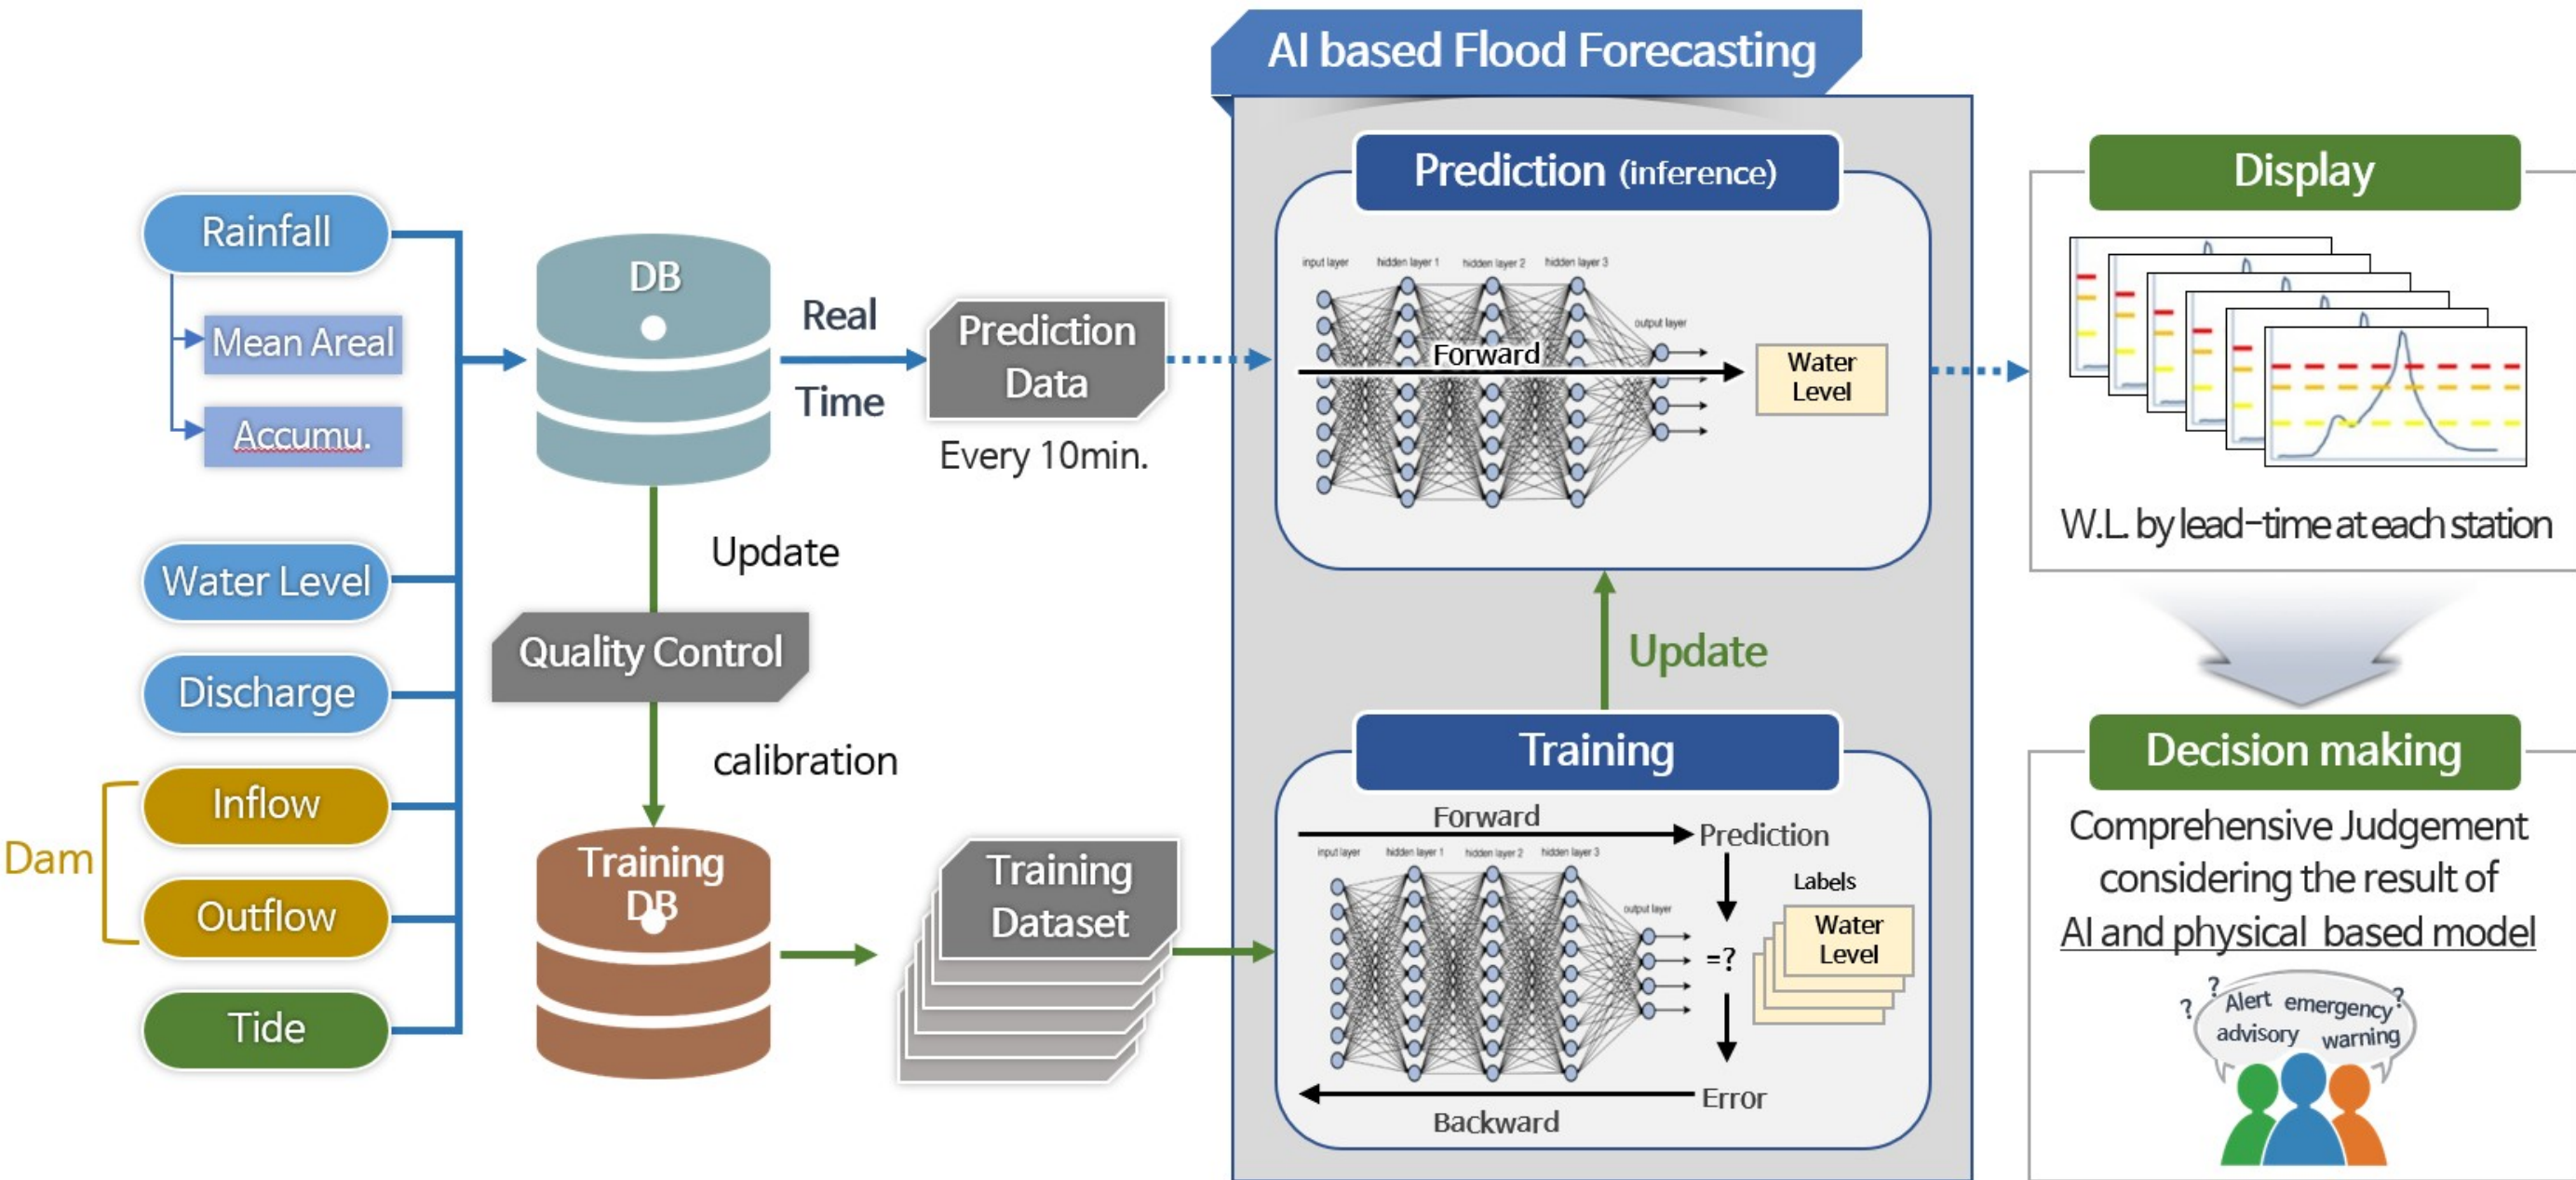 AI based Flood Forecasting
Rainfall
Mean Areal
Accumu.
Water Level
Discharge
Dam
Inflow
Outflow
Tide
DB
Real
Time
Prediction
Data
Every 10min.
Update
Quality Control
calibration
Training
DB
Training
Dataset
Prediction (inference)
input layer
hidden layer 1
hidden layer 2
hidden layer 3
output layer
Forward
Water
Level
Update
Training
Forward
Prediction
input layer
hidden layer 1
hidden layer 2
hidden layer 3
output layer
Labels
Water
Level
=?
Error
Backward
Display
W.L. by lead-time at each station
Decision making
Comprehensive Judgement
considering the result of
AI and physical based model
? ? Alert emergency ?
advisory warning